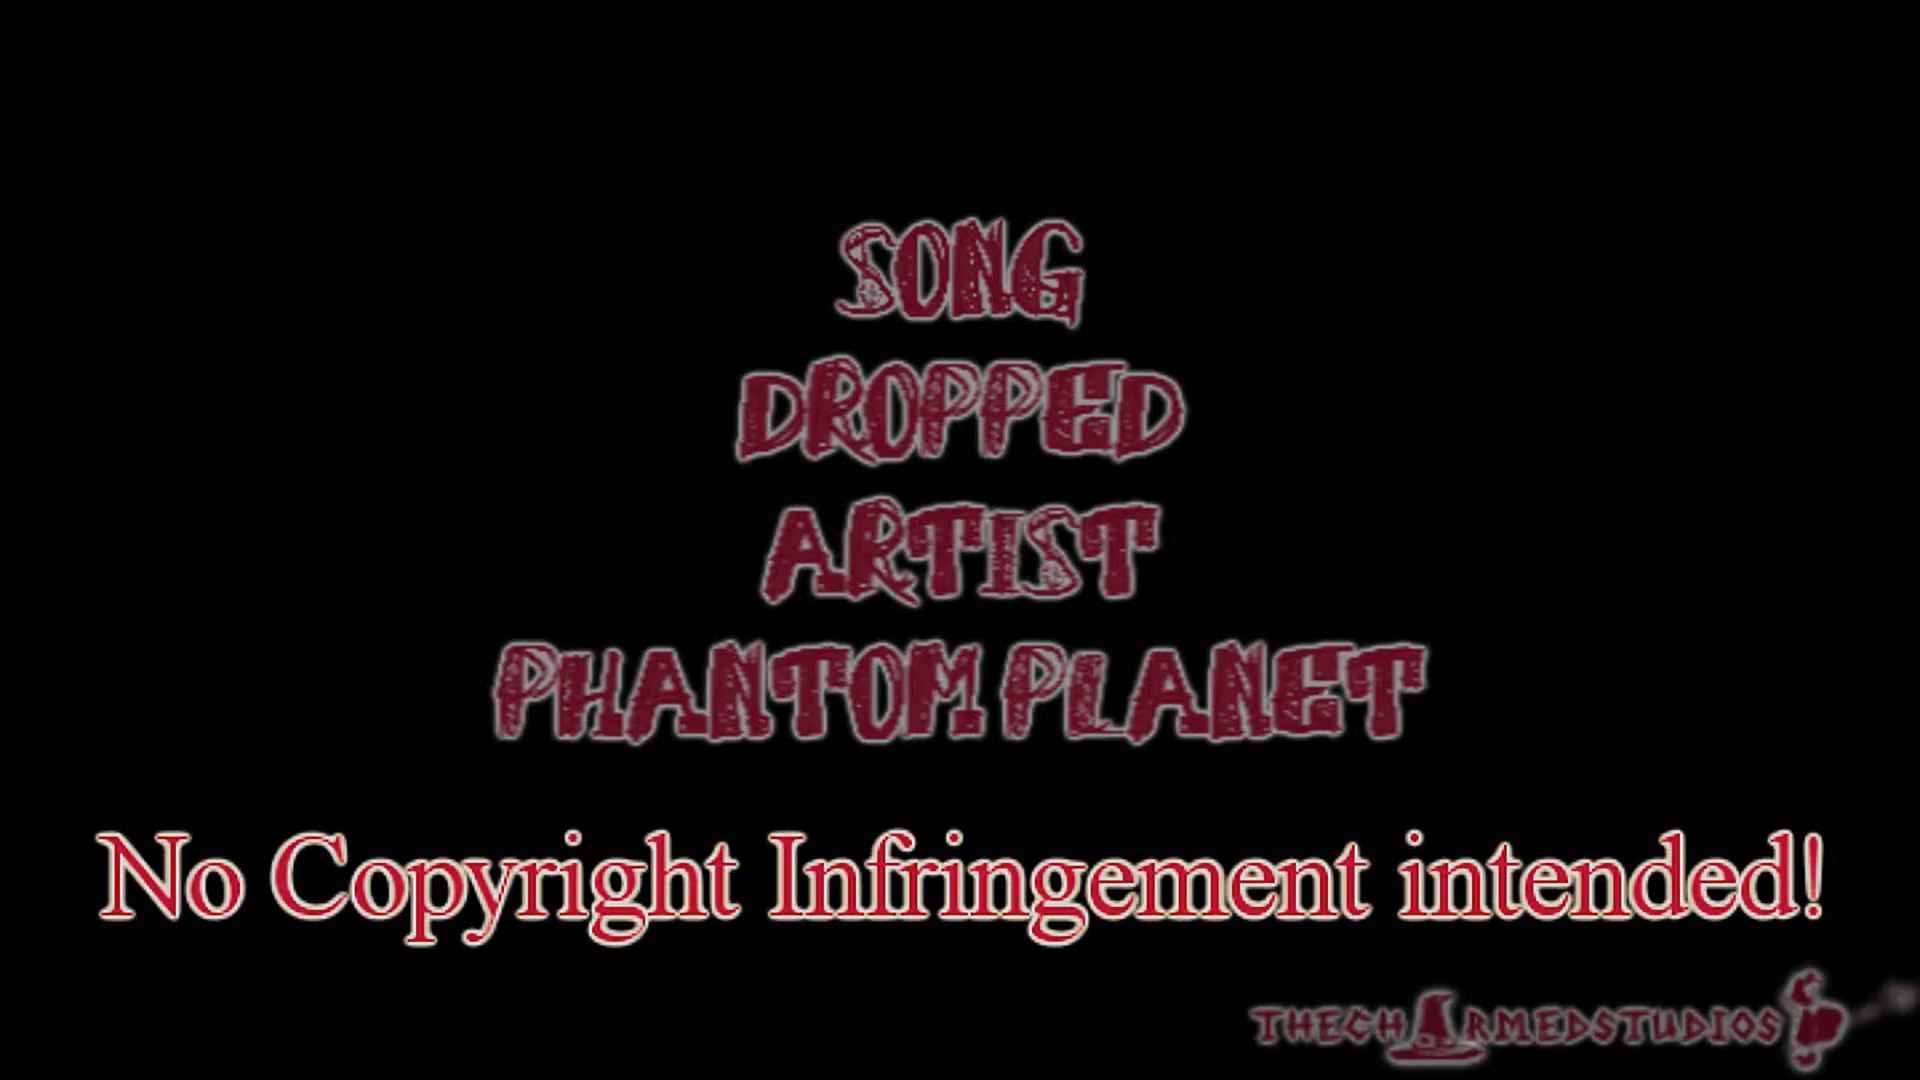 SONG
DROPPED
ARTIST
PHANTOM PLANET
No Copyright Infringement intended!
THECHARMEDSTUDIOS